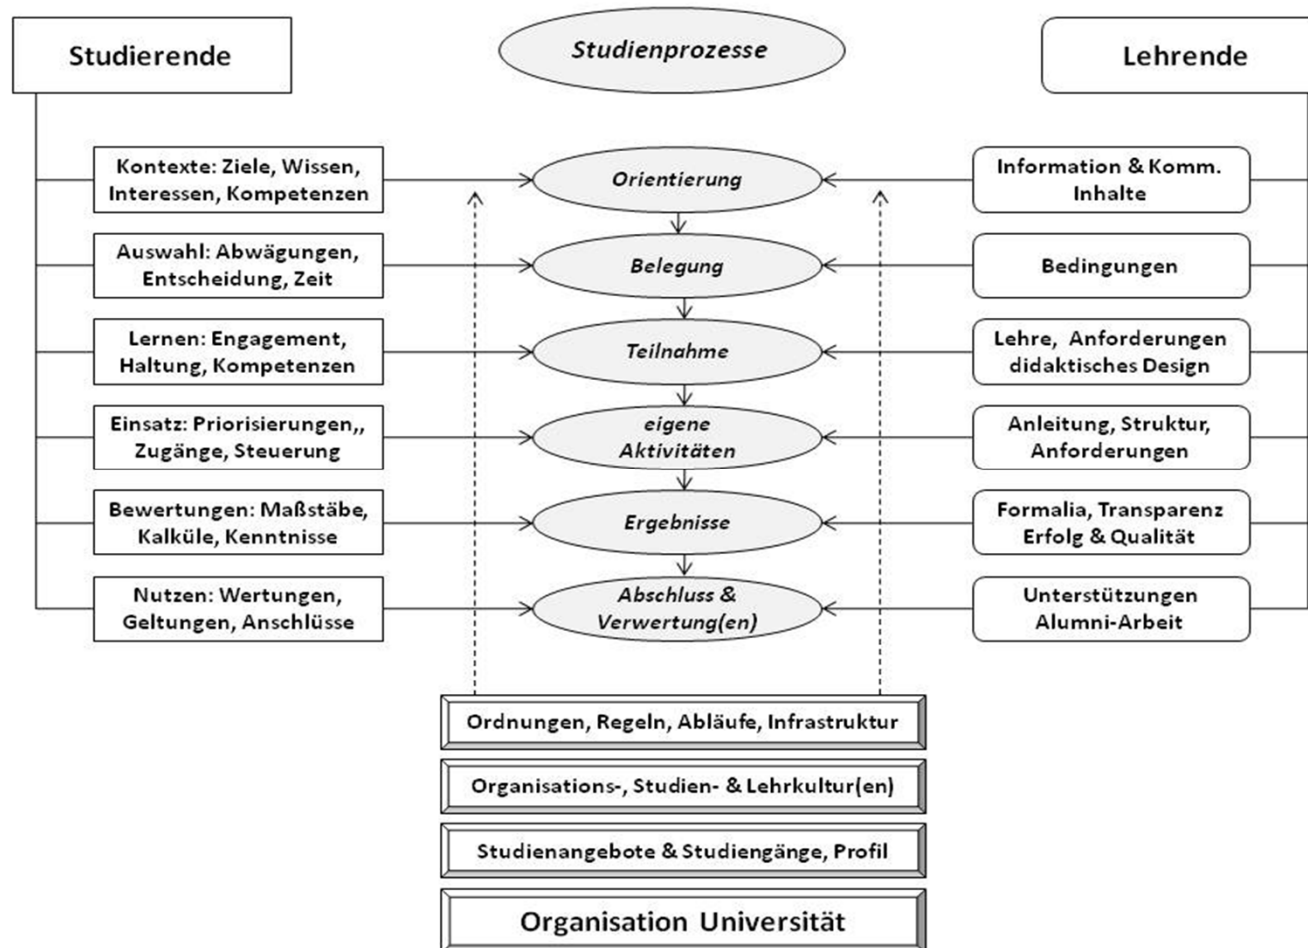 Studierende
Studienprozesse
Lehrende
Kontexte: Ziele, Wissen,
Interessen, Kompetenzen
Orientierung
Information & Komm.
Inhalte
Auswahl: Abwägungen,
Entscheidung, Zeit
Belegung
Bedingungen
Lernen: Engagement,
Haltung, Kompetenzen
Teilnahme
Lehre, Anforderungen
didaktisches Design
Einsatz: Priorisierungen,,
Zugänge, Steuerung
eigene
Aktivitäten
Anleitung, Struktur,
Anforderungen
Bewertungen: Maßstäbe,
Kalküle, Kenntnisse
Ergebnisse
Formalia, Transparenz
Erfolg & Qualität
Nutzen: Wertungen,
Geltungen, Anschlüsse
Abschluss &
Verwertung(en)
Unterstützungen
Alumni-Arbeit
Ordnungen, Regeln, Abläufe, Infrastruktur
Organisations-, Studien- & Lehrkultur(en)
Studienangebote & Studiengänge, Profil
Organisation Universität